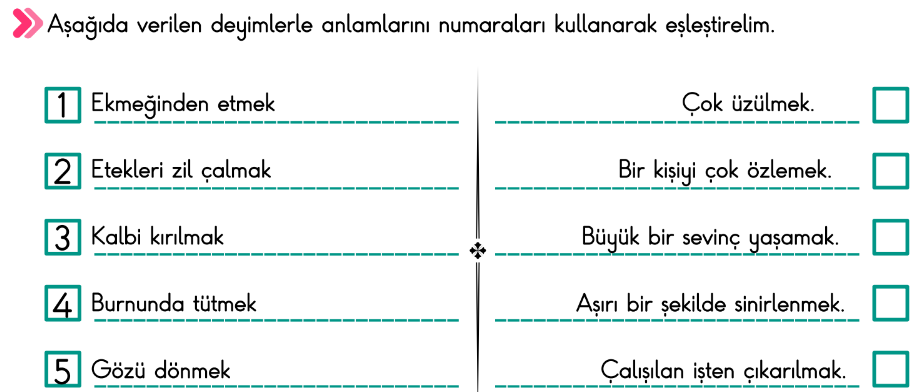 Aşağıda verilen deyimlerle anlamlarını numaraları kullanarak eşleştirelim.
1 Ekmeğinden etmek
Çok üzülmek.
2 Etekleri zil çalmak
Bir kişiyi çok özlemek.
3 Kalbi kırılmak
Büyük bir sevinç yaşamak.
4 Burnunda tütmek
Aşırı bir şekilde sinirlenmek.
5 Gözü dönmek
Çalışılan işten çıkarılmak.